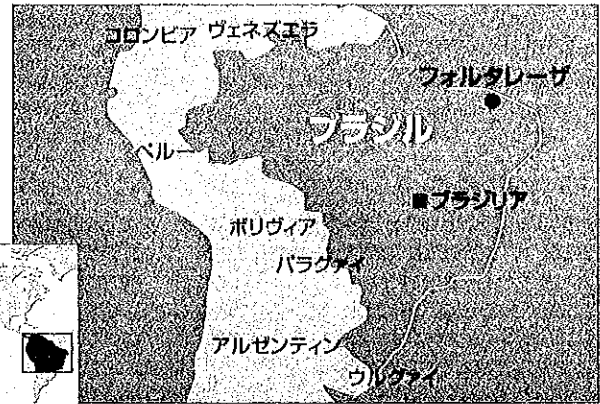 コロンビア
ヴェネズエラ
フォルタレーザ
ブラジル
ペルー
ブラジリア
ボリヴィア
パラグァイ
アルゼンティン
ウルグァイ